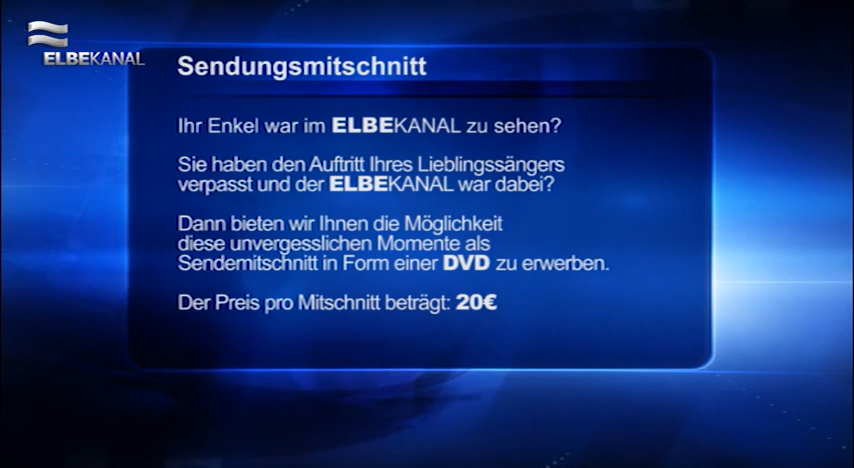 ELBEKANAL
Sendungsmitschnitt
Ihr Enkel war im ELBEKANAL zu sehen?
Sie haben den Auftritt Ihres Lieblingssängers
verpasst und der ELBEKANAL war dabei?
Dann bieten wir Ihnen die Möglichkeit
diese unvergesslichen Momente als
Sendemitschnitt in Form einer DVD zu erwerben.
Der Preis pro Mitschnitt beträgt: 20€